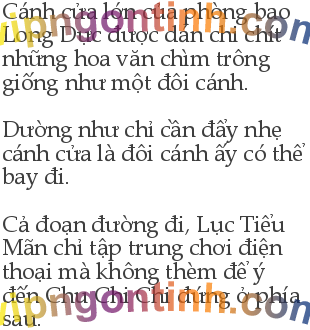 Cánh cửa lớn của phòng bao
Long Dực được dán chi chít
những hoa văn chìm trông
giống như một đôi cánh.
Dường như chỉ cần đẩy nhẹ
cánh cửa là đôi cánh ấy có thể
bay đi.
Cả đoạn đường đi, Lục Tiểu
Mãn chỉ tập trung chơi điện
thoại mà không thèm để ý
đến Chu Chi Chi đứng ở phía
sau.
vipngontinh.com
vipngontinh.com